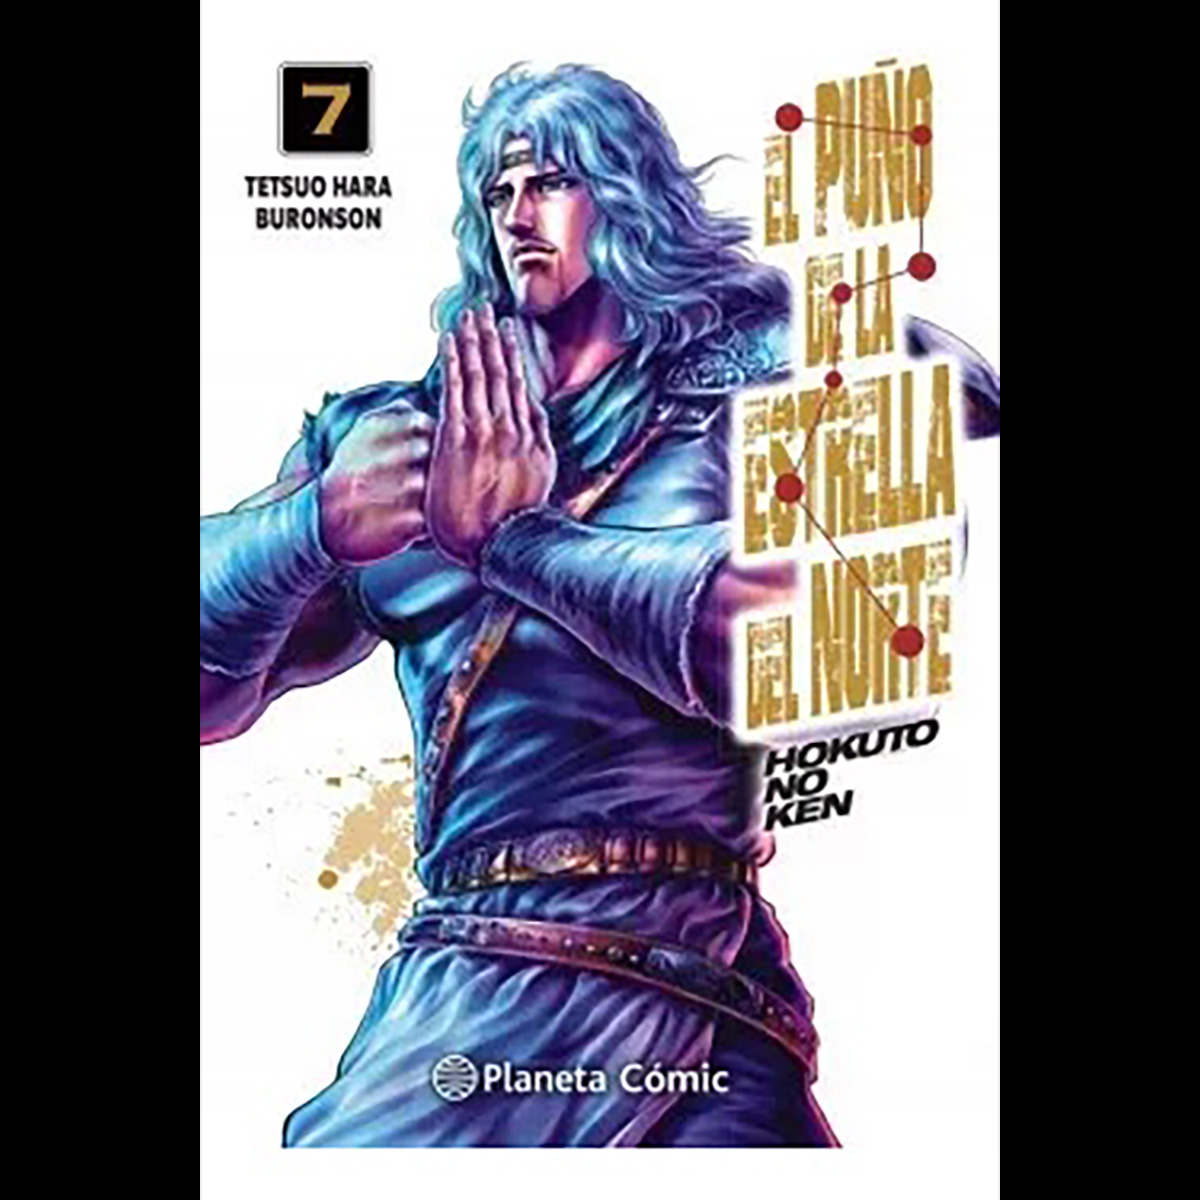 7
TETSUO HARA
BURONSON
EL PUÑO
DE LA
ESTRELLA
DEL NORTE
HOKUTO
NO
KEN
Planeta Cómic